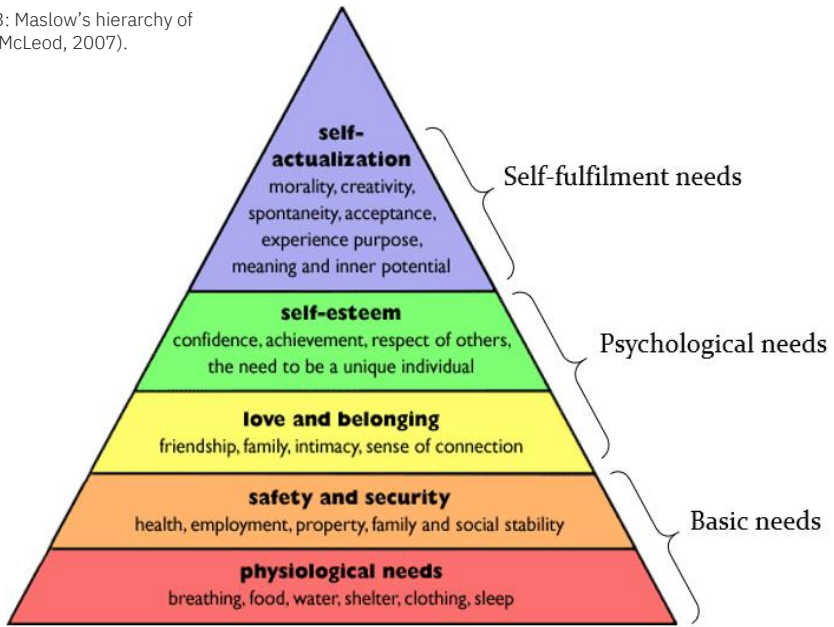 3: Maslow's hierarchy of
McLeod, 2007).
self-
actualization
morality, creativity,
spontaneity, acceptance,
experience purpose,
meaning and inner potential
Self-fulfilment needs
self-esteem
confidence, achievement, respect of others,
the need to be a unique individual
Psychological needs
love and belonging
friendship, family, intimacy, sense of connection
safety and security
health, employment, property, family and social stability
Basic needs
physiological needs
breathing, food, water, shelter, clothing, sleep